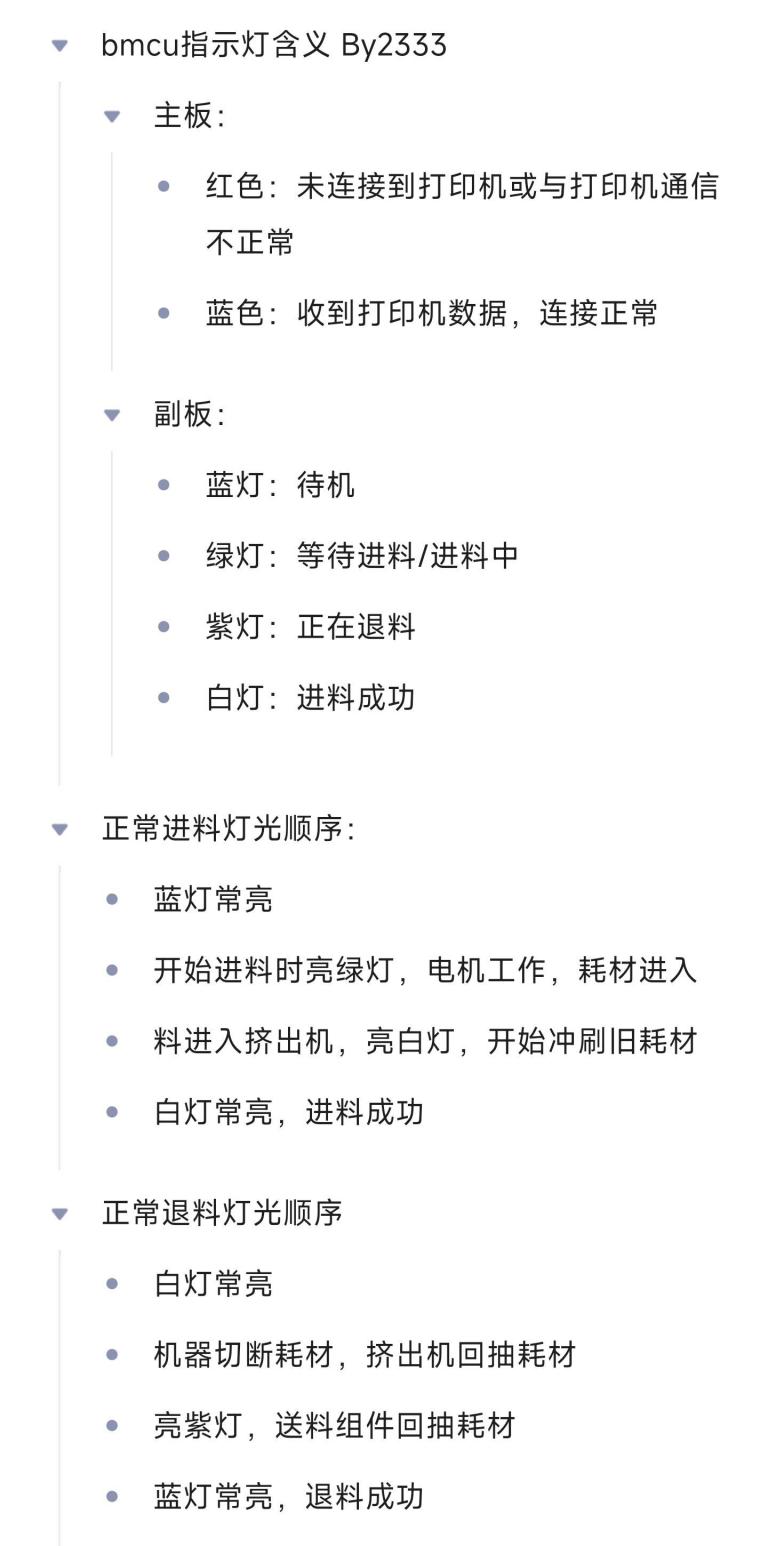 bmcu指示灯含义 By2333
主板：
红色：未连接到打印机或与打印机通信
不正常
蓝色：收到打印机数据，连接正常
副板：
蓝灯：待机
绿灯：等待进料/进料中
紫灯：正在退料
白灯：进料成功
正常进料灯光顺序：
蓝灯常亮
开始进料时亮绿灯，电机工作，耗材进入
料进入挤出机，亮白灯，开始冲刷旧耗材
白灯常亮，进料成功
正常退料灯光顺序
白灯常亮
机器切断耗材，挤出机回抽耗材
亮紫灯，送料组件回抽耗材
蓝灯常亮，退料成功